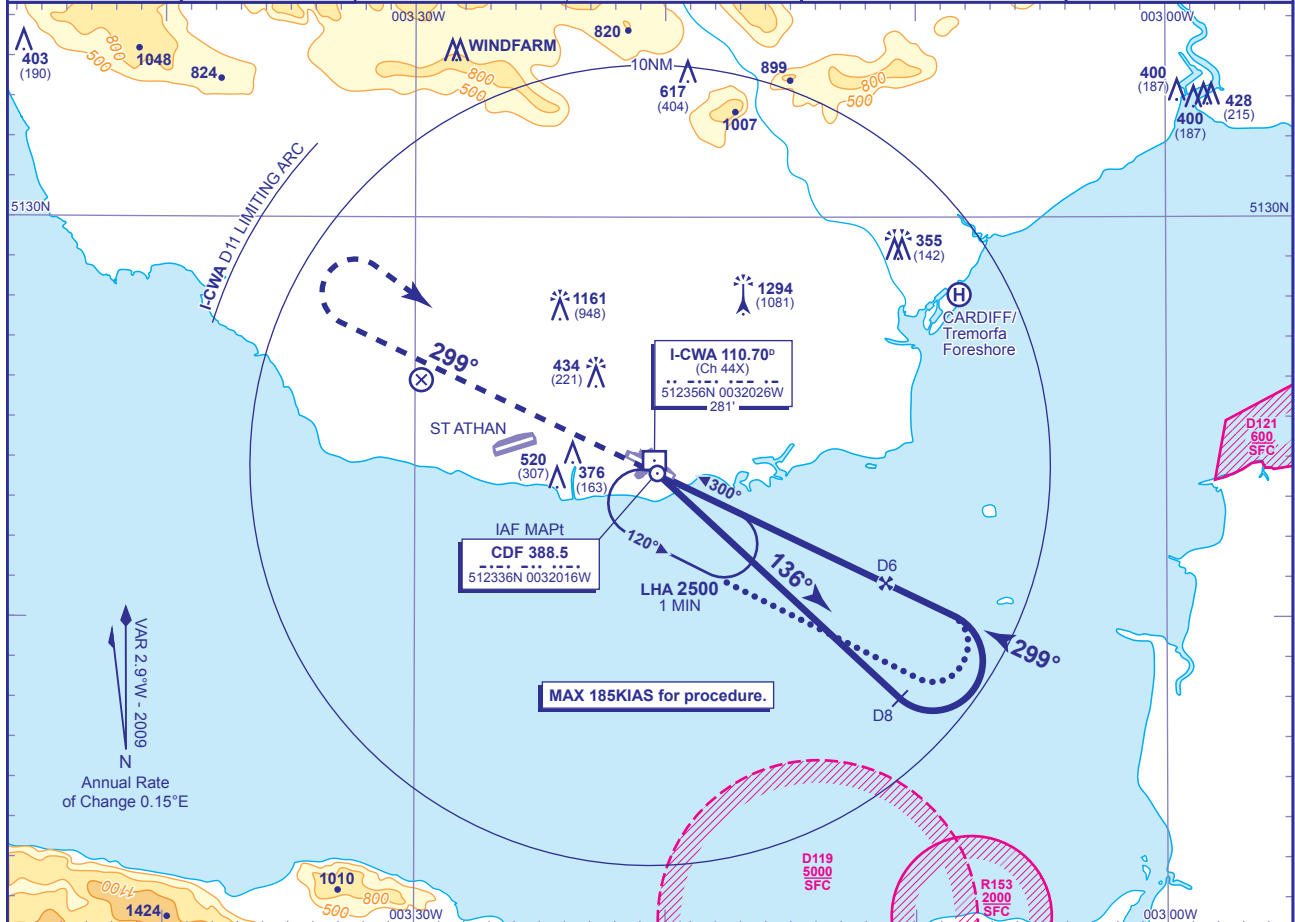 003 30W
003 00W
403
(190)
800
500
1048
824
WINDFARM
800
500
820
10NM
617
(404)
899
800
500
1007
400
(187)
400
(187)
428
(215)
5130N
5130N
I-CWA D11 LIMITING ARC
355
(142)
1161
(948)
1294
(1081)
H
CARDIFF/
Tremorfa
Foreshore
299°
434
(221)
I-CWA 110.70ᴰ
(Ch 44X)
·· –·–· ·–– ·–
512356N 0032026W
281'
ST ATHAN
520
(307)
376
(163)
D121
600
SFC
300°
IAF MAPt
CDF 388.5
–·–· –·· ··–·
512336N 0032016W
120°
136°
D6
LHA 2500
1 MIN
299°
D8
MAX 185KIAS for procedure.
VAR 2.9°W - 2009
N
Annual Rate
of Change 0.15°E
D119
5000
SFC
R153
2000
SFC
1100
1424
1010
800
500
003 30W
003 00W